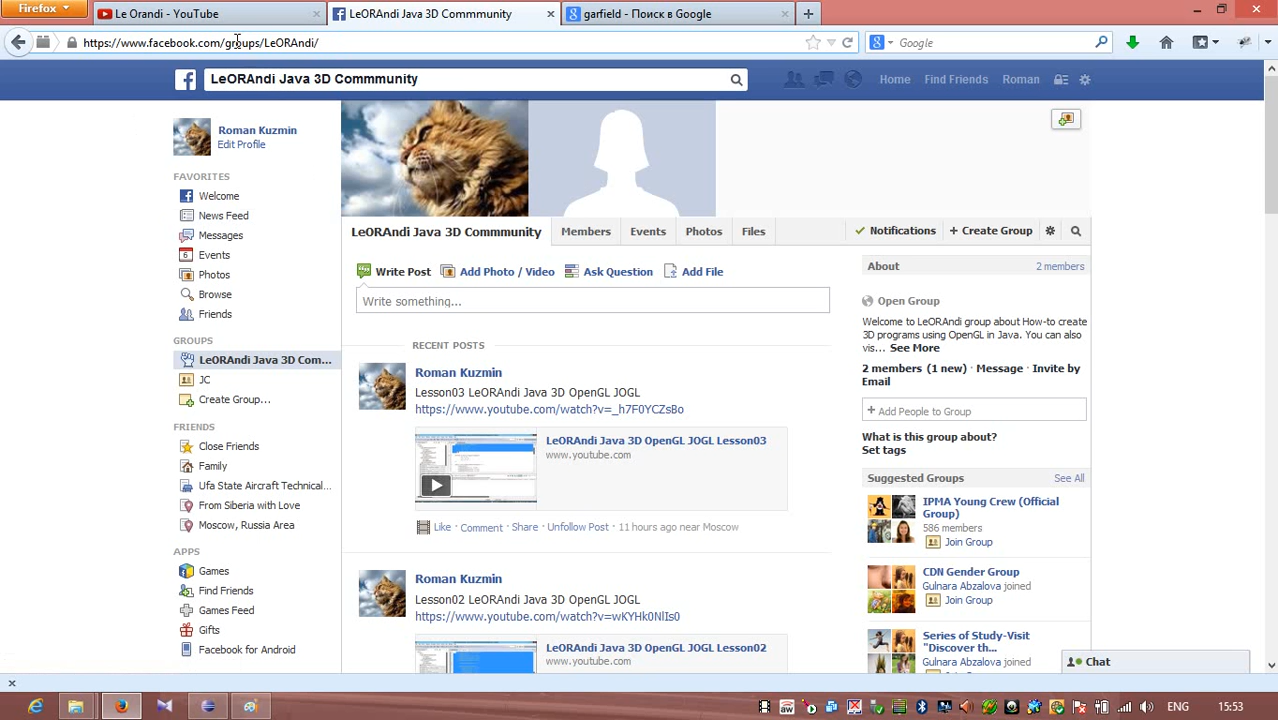 Firefox
Le Orandi - YouTube
LeORAndi Java 3D Commmunity
garfield - Поиск в Google
https://www.facebook.com/groups/LeORAndi/
Google
LeORAndi Java 3D Commmunity
Home
Find Friends
Roman
Roman Kuzmin
Edit Profile
FAVORITES
Welcome
News Feed
Messages
6
Events
Photos
Browse
Friends
GROUPS
LeORAndi Java 3D Com...
JC
Create Group...
FRIENDS
Close Friends
Family
Ufa State Aircraft Technical...
From Siberia with Love
Moscow, Russia Area
APPS
Games
Find Friends
Games Feed
Gifts
Facebook for Android
LeORAndi Java 3D Commmunity
Members
Events
Photos
Files
Notifications
+ Create Group
Write Post
Add Photo / Video
Ask Question
Add File
Write something...
RECENT POSTS
Roman Kuzmin
Lesson03 LeORAndi Java 3D OpenGL JOGL
https://www.youtube.com/watch?v=_h7F0YCZsBo
LeORAndi Java 3D OpenGL JOGL Lesson03
www.youtube.com
Like · Comment · Share · Unfollow Post · 11 hours ago near Moscow
Roman Kuzmin
Lesson02 LeORAndi Java 3D OpenGL JOGL
https://www.youtube.com/watch?v=wKYHk0NlIs0
LeORAndi Java 3D OpenGL JOGL Lesson02
www.youtube.com
About
2 members
Open Group
Welcome to LeORAndi group about How-to create
3D programs using OpenGL in Java. You can also
vis... See More
2 members (1 new) · Message · Invite by
Email
+ Add People to Group
What is this group about?
Set tags
Suggested Groups
See All
IPMA Young Crew (Official
Group)
586 members
Join Group
CDN Gender Group
Gulnara Abzalova joined
Join Group
Series of Study-Visit
"Discover th...
Gulnara Abzalova joined
Chat
ENG
15:53